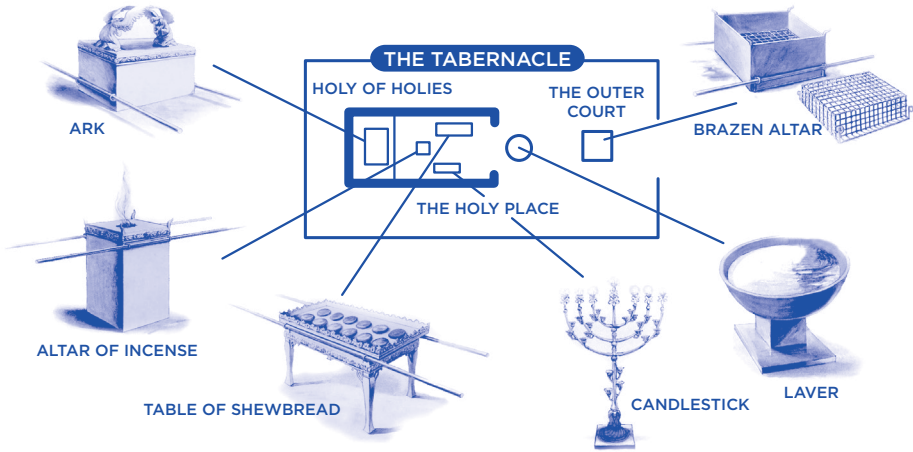 THE TABERNACLE
HOLY OF HOLIES
THE OUTER
COURT
ARK
BRAZEN ALTAR
THE HOLY PLACE
ALTAR OF INCENSE
TABLE OF SHEWBREAD
CANDLESTICK
LAVER